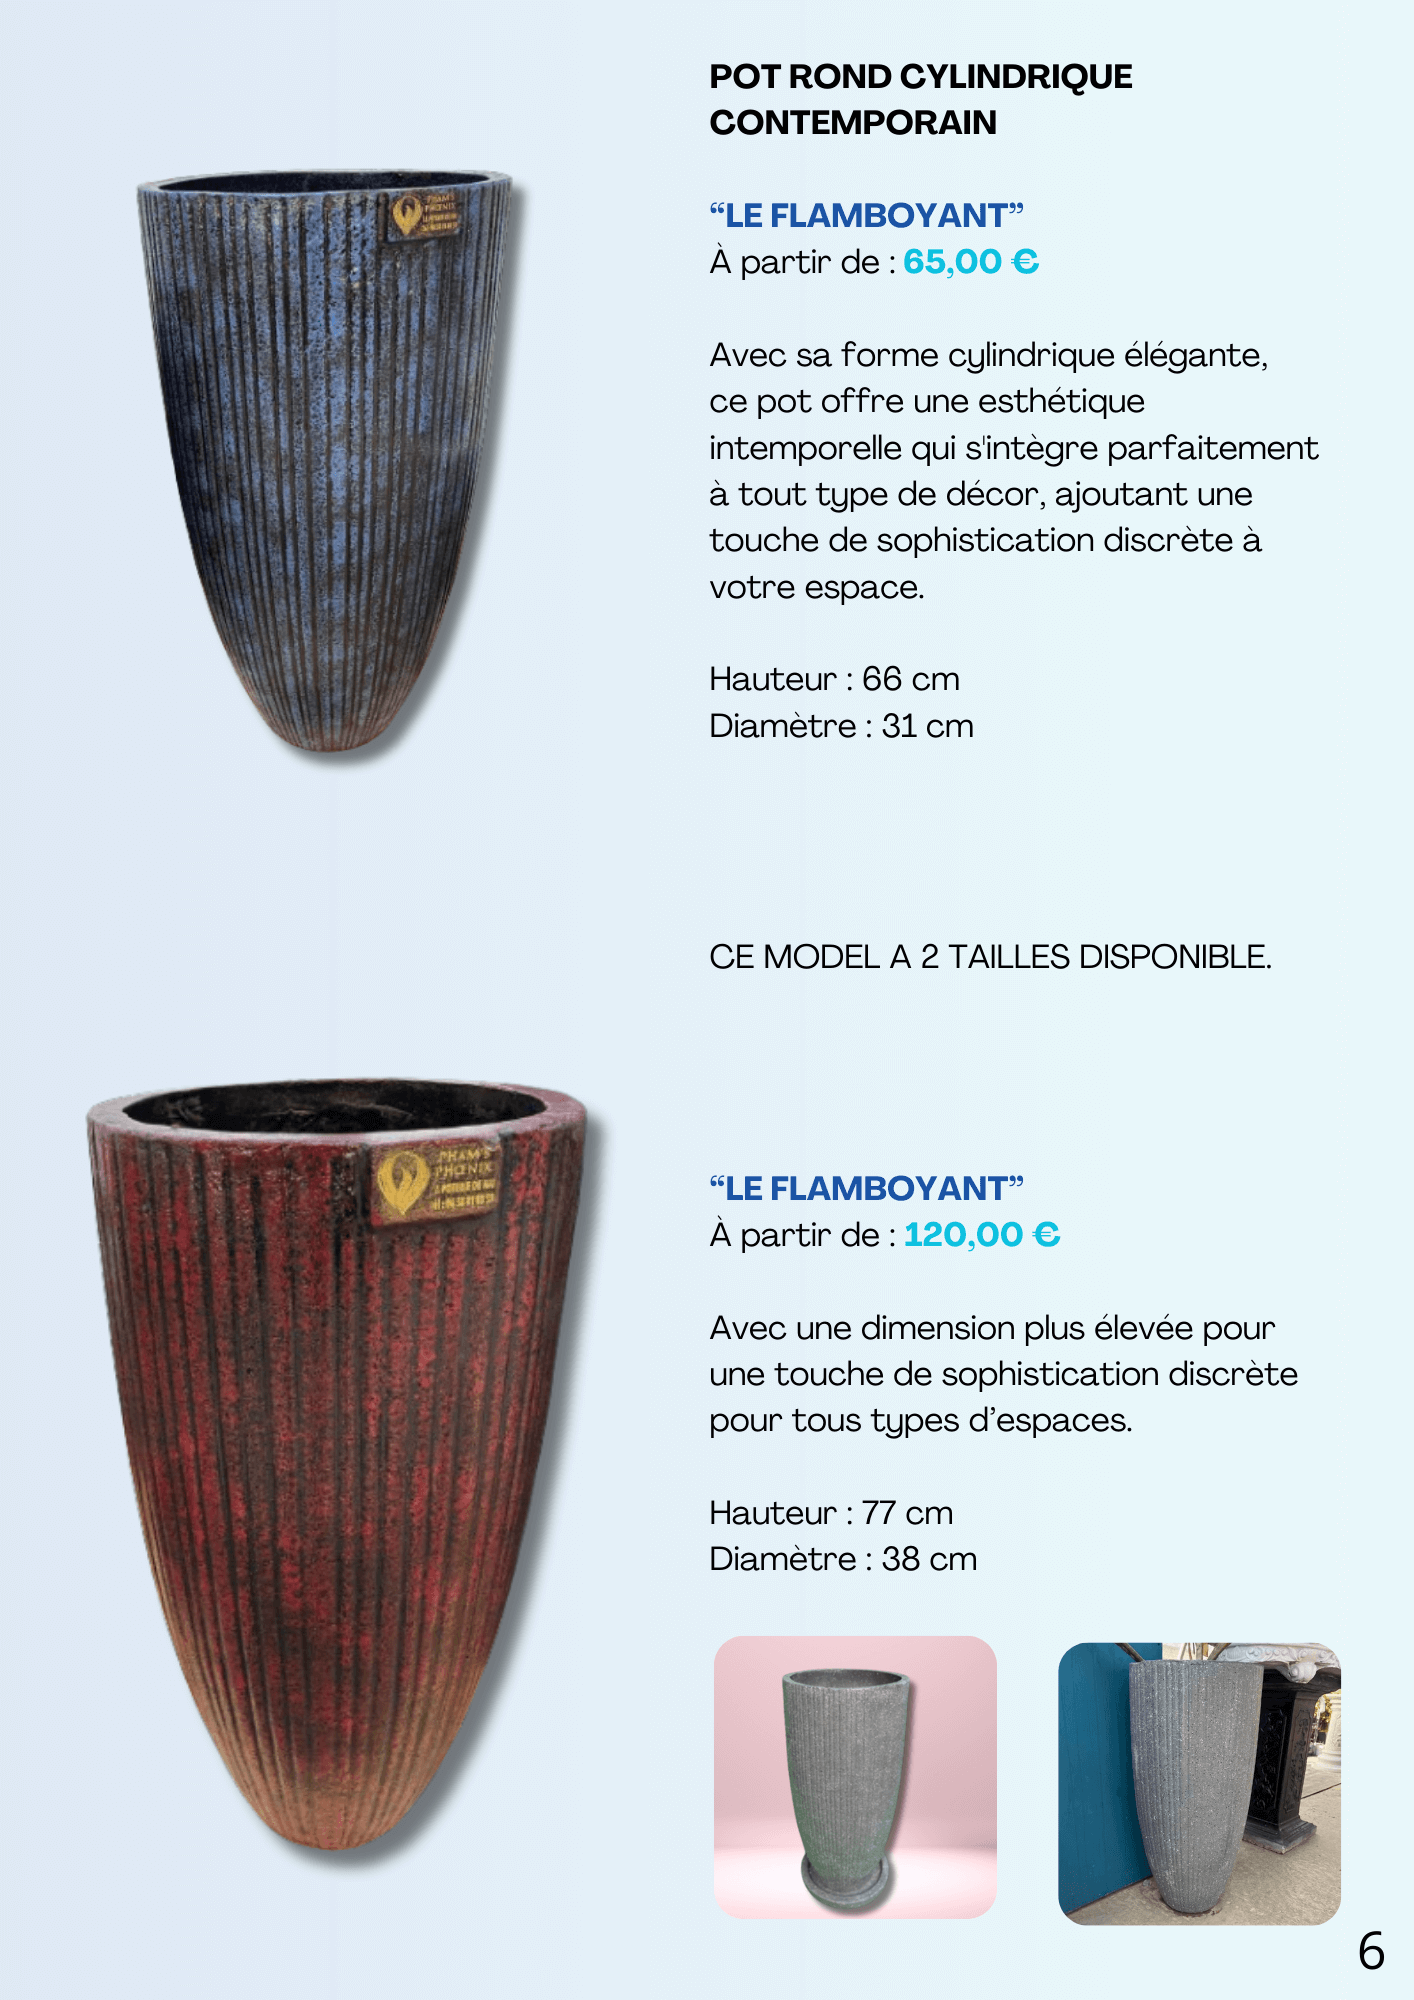 POT ROND CYLINDRIQUE
CONTEMPORAIN
“LE FLAMBOYANT”
À partir de : 65,00 €
Avec sa forme cylindrique élégante,
ce pot offre une esthétique
intemporelle qui s'intègre parfaitement
à tout type de décor, ajoutant une
touche de sophistication discrète à
votre espace.
Hauteur : 66 cm
Diamètre : 31 cm
PHAM'S
PHŒNIX
CE MODEL A 2 TAILLES DISPONIBLE.
PHAM'S
PHŒNIX
“LE FLAMBOYANT”
À partir de : 120,00 €
Avec une dimension plus élevée pour
une touche de sophistication discrète
pour tous types d’espaces.
Hauteur : 77 cm
Diamètre : 38 cm
6